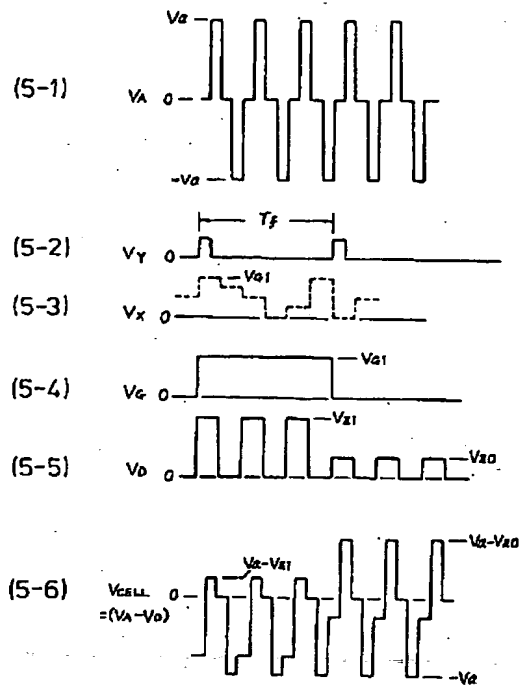 Va
(5-1) VA 0
-Va
Tf
(5-2) VY 0
VG1
(5-3) VX 0
(5-4) VG 0 VG1
VZ1
(5-5) VD 0 VZ0
Va-VZ1 Va-VZ0
(5-6) VCELL 0
=(VA-VD)
-Va